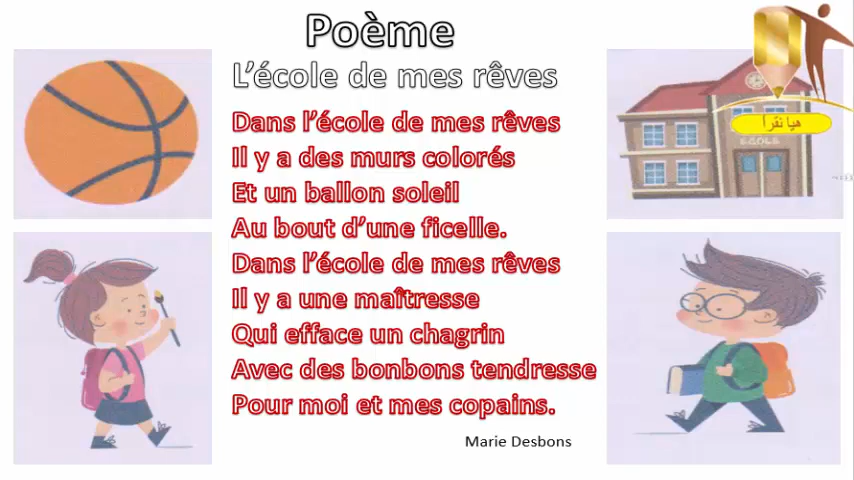 Poème
L'école de mes rêves
Dans l'école de mes rêves
Il y a des murs colorés
Et un ballon soleil
Au bout d'une ficelle.
Dans l'école de mes rêves
Il y a une maîtresse
Qui efface un chagrin
Avec des bonbons tendresse
Pour moi et mes copains.
Marie Desbons
هيا نقرأ
ECOLE